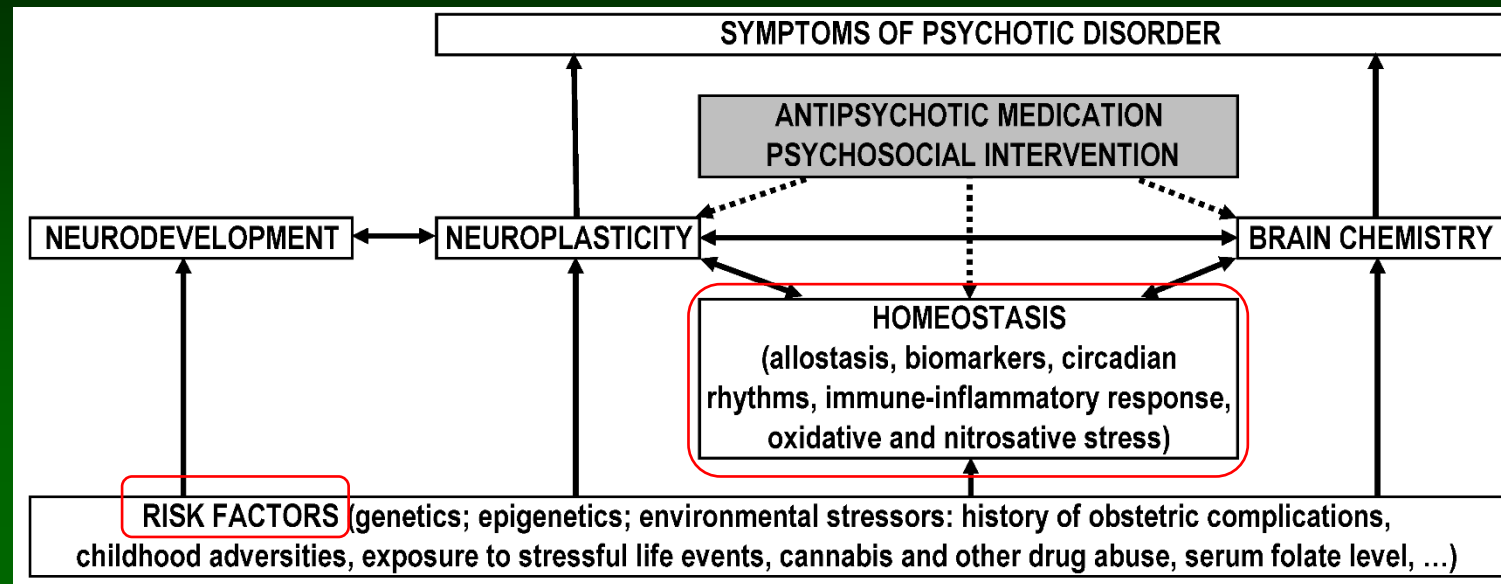 SYMPTOMS OF PSYCHOTIC DISORDER
ANTIPSYCHOTIC MEDICATION
PSYCHOSOCIAL INTERVENTION
NEURODEVELOPMENT
NEUROPLASTICITY
BRAIN CHEMISTRY
HOMEOSTASIS
(allostasis, biomarkers, circadian
rhythms, immune-inflammatory response,
oxidative and nitrosative stress)
RISK FACTORS (genetics; epigenetics; environmental stressors: history of obstetric complications,
childhood adversities, exposure to stressful life events, cannabis and other drug abuse, serum folate level, …)